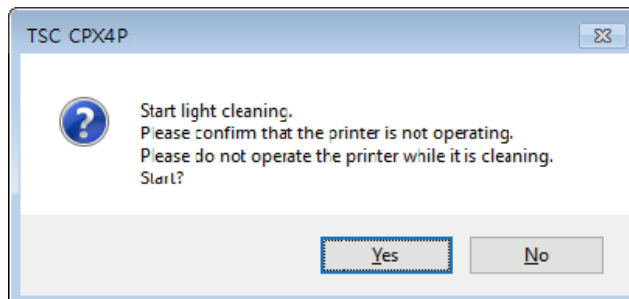 TSC CPX4P
Start light cleaning.
Please confirm that the printer is not operating.
Please do not operate the printer while it is cleaning.
Start?
Yes
No